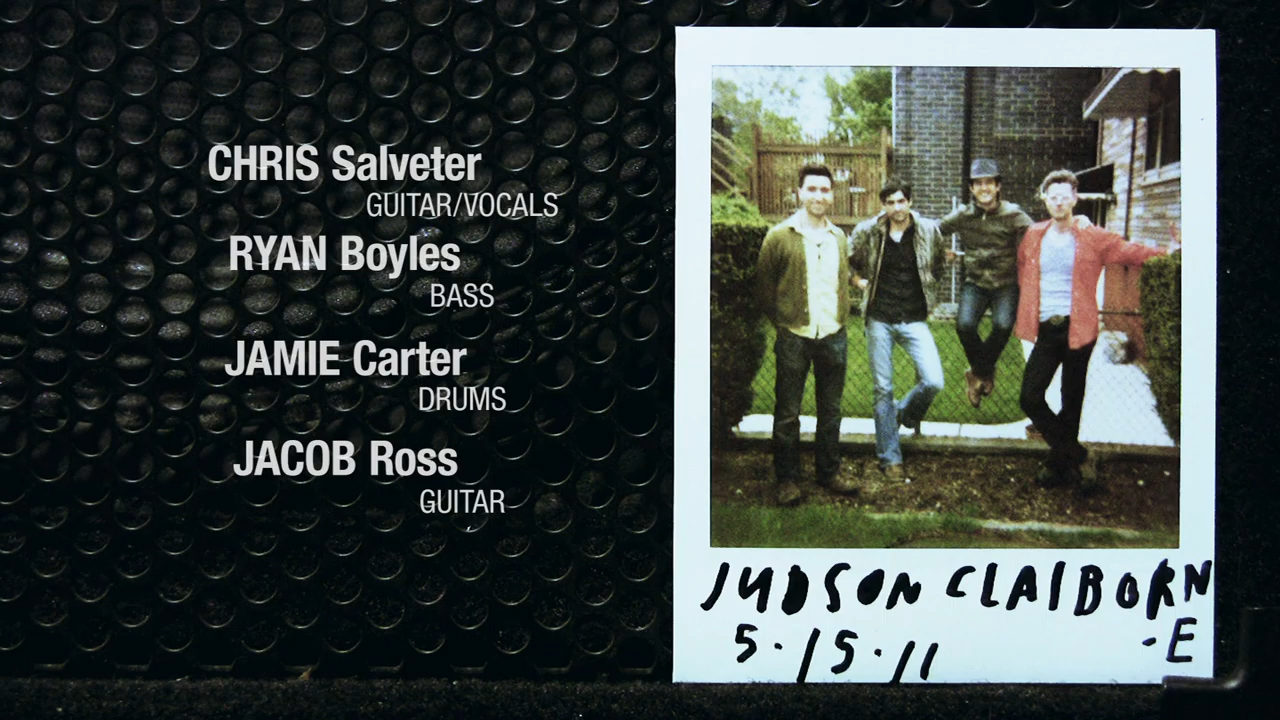 CHRIS Salveter
GUITAR/VOCALS
RYAN Boyles
BASS
JAMIE Carter
DRUMS
JACOB Ross
GUITAR
JUDSON CLAIBORN
-E
5.15.11